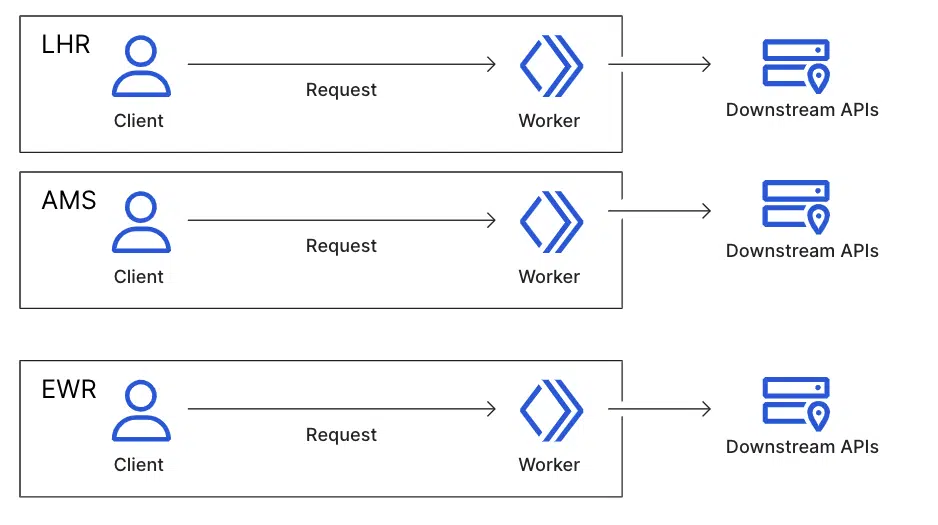 LHR
Request
Client
Worker
Downstream APIs
AMS
Request
Client
Worker
Downstream APIs
EWR
Request
Client
Worker
Downstream APIs